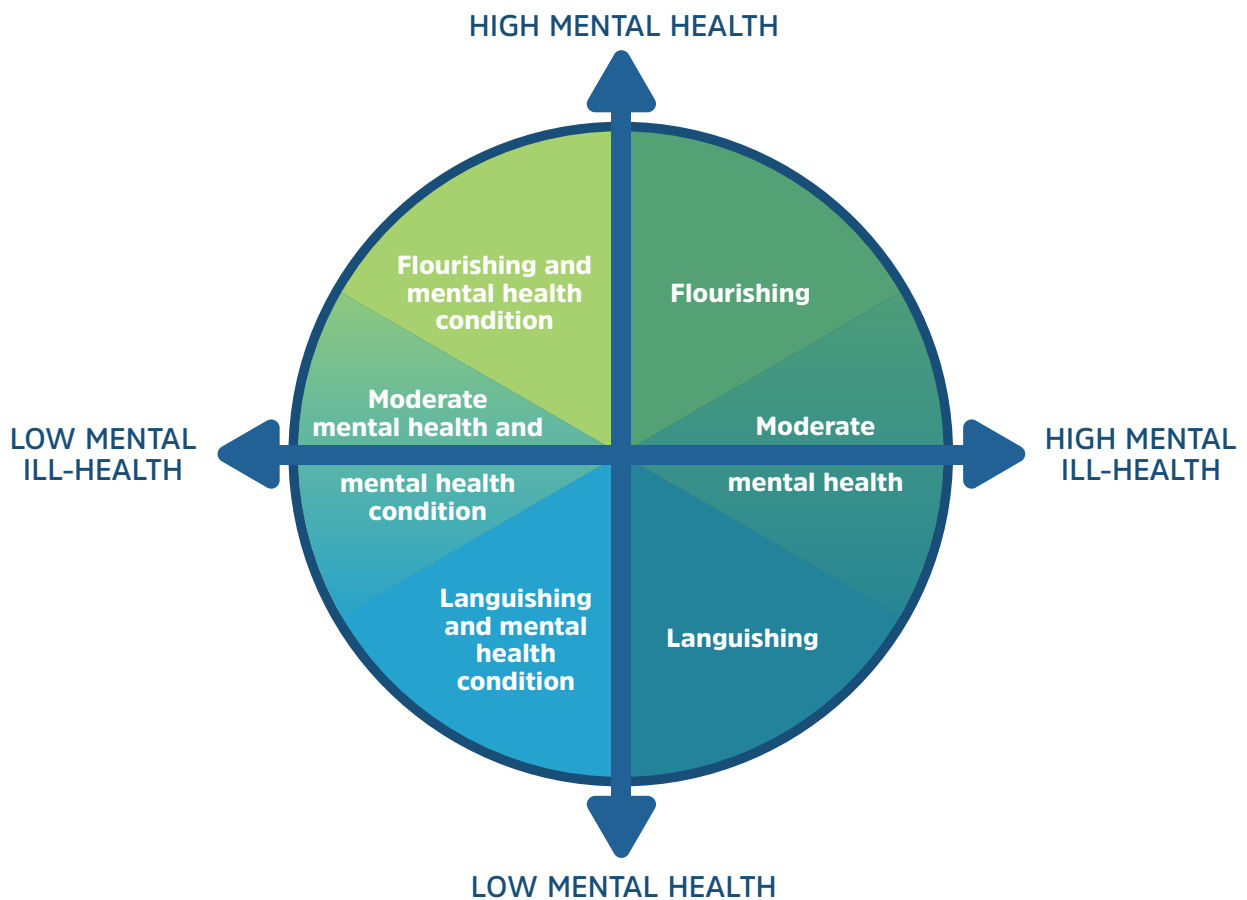 HIGH MENTAL HEALTH
Flourishing and
mental health
condition
Flourishing
Moderate
mental health and
mental health
condition
Moderate
mental health
LOW MENTAL
ILL-HEALTH
HIGH MENTAL
ILL-HEALTH
Languishing
and mental
health
condition
Languishing
LOW MENTAL HEALTH